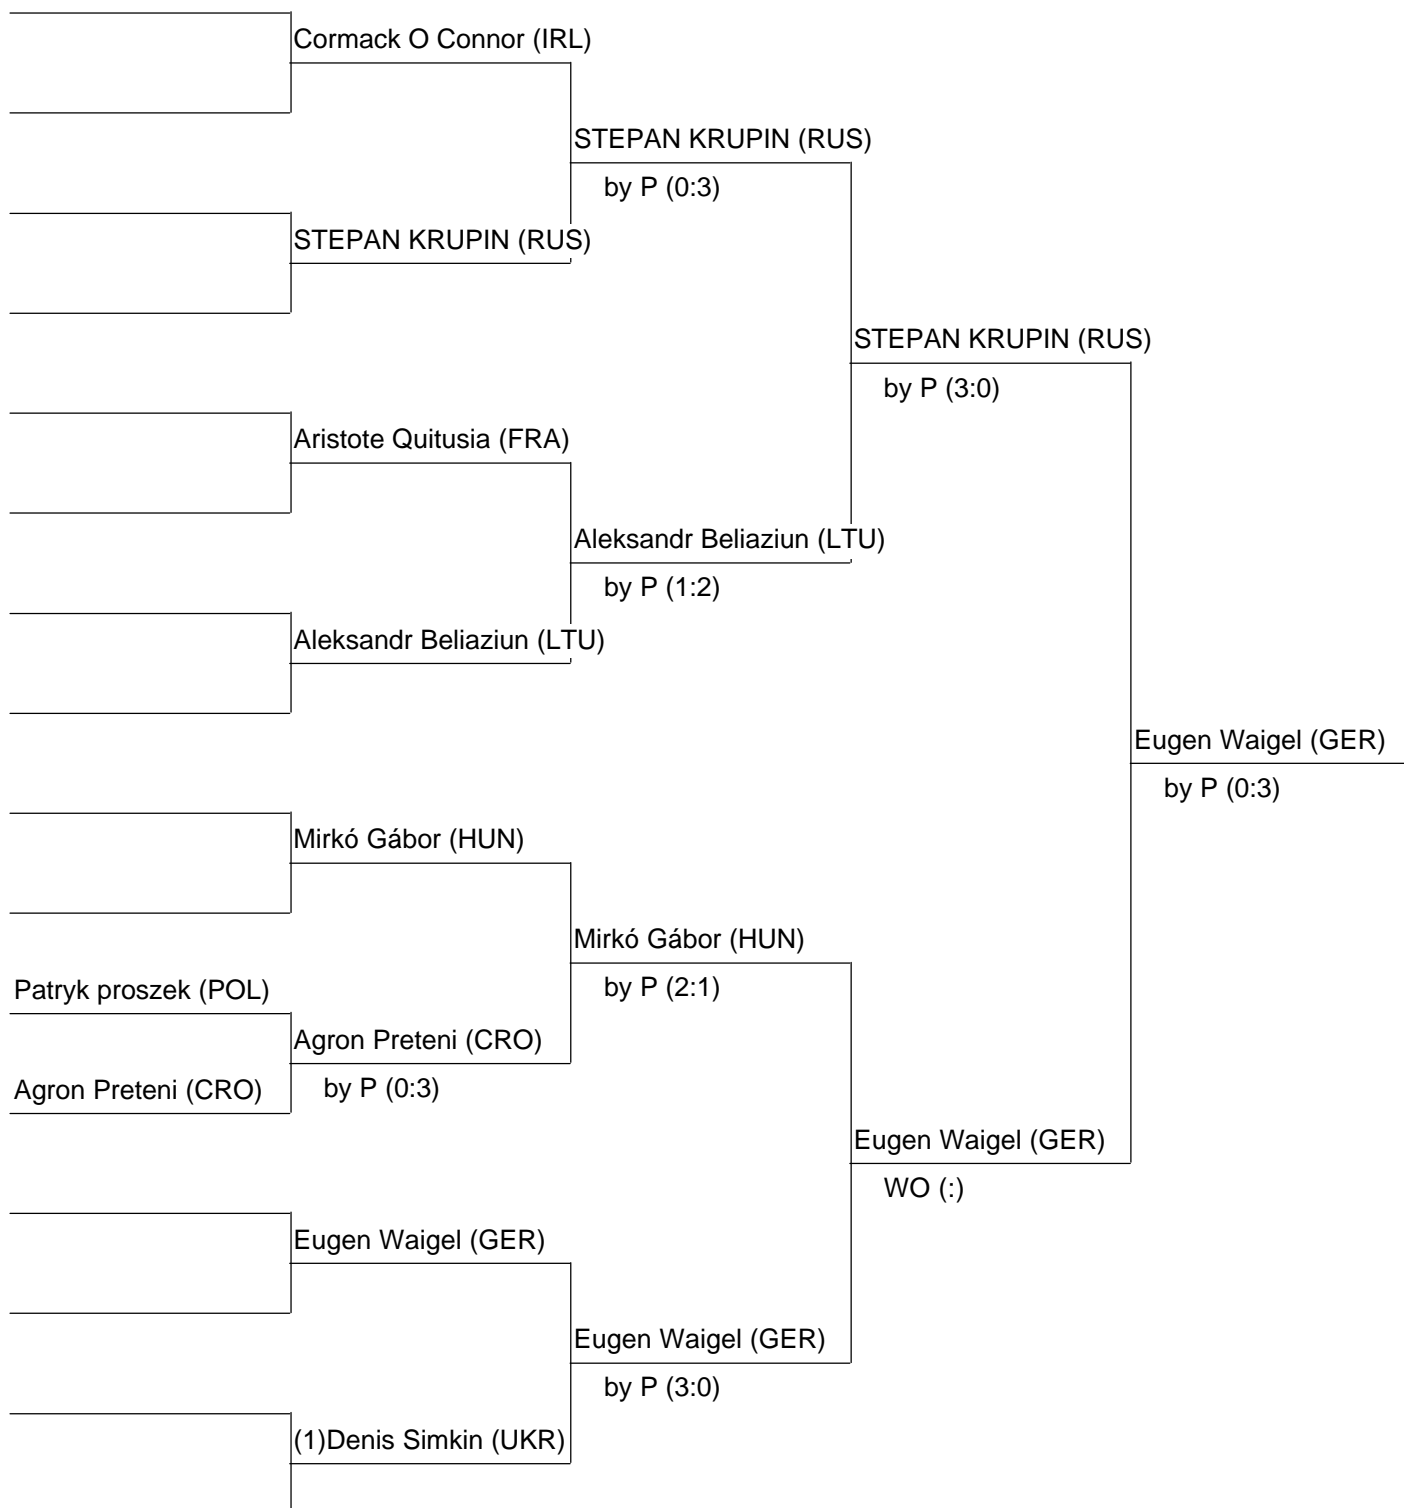 Cormack O Connor (IRL)
STEPAN KRUPIN (RUS)
by P (0:3)
STEPAN KRUPIN (RUS)
STEPAN KRUPIN (RUS)
by P (3:0)
Aristote Quitusia (FRA)
Aleksandr Beliaziun (LTU)
by P (1:2)
Aleksandr Beliaziun (LTU)
Eugen Waigel (GER)
by P (0:3)
Mirkó Gábor (HUN)
Mirkó Gábor (HUN)
by P (2:1)
Patryk proszek (POL)
Agron Preteni (CRO)
by P (0:3)
Agron Preteni (CRO)
Eugen Waigel (GER)
WO (:)
Eugen Waigel (GER)
Eugen Waigel (GER)
by P (3:0)
(1)Denis Simkin (UKR)